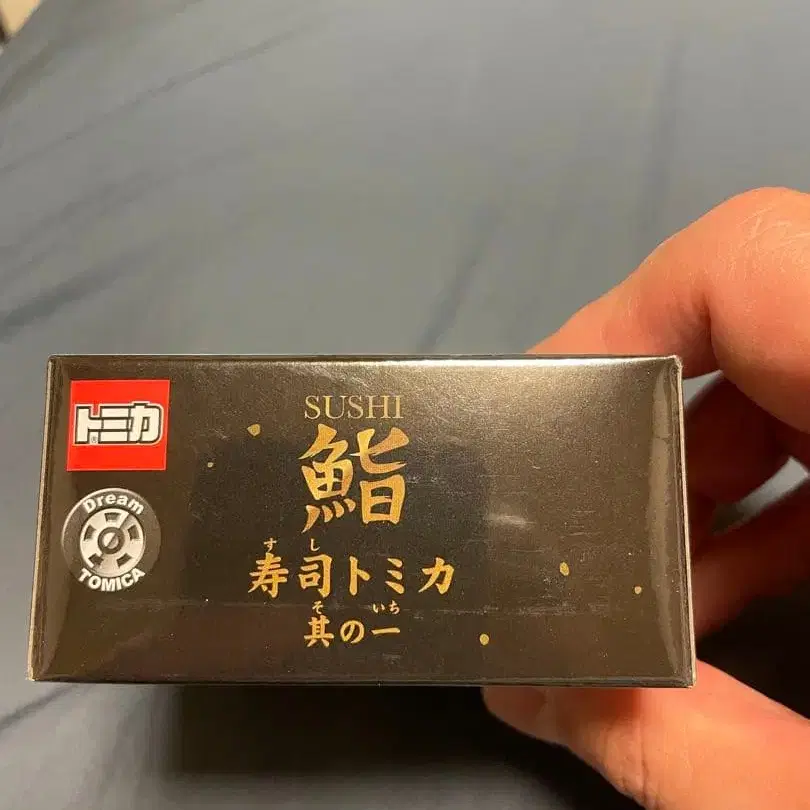 トミカ
Dream
TOMICA
SUSHI
鮨
すし
寿司トミカ
そ いち
其の一